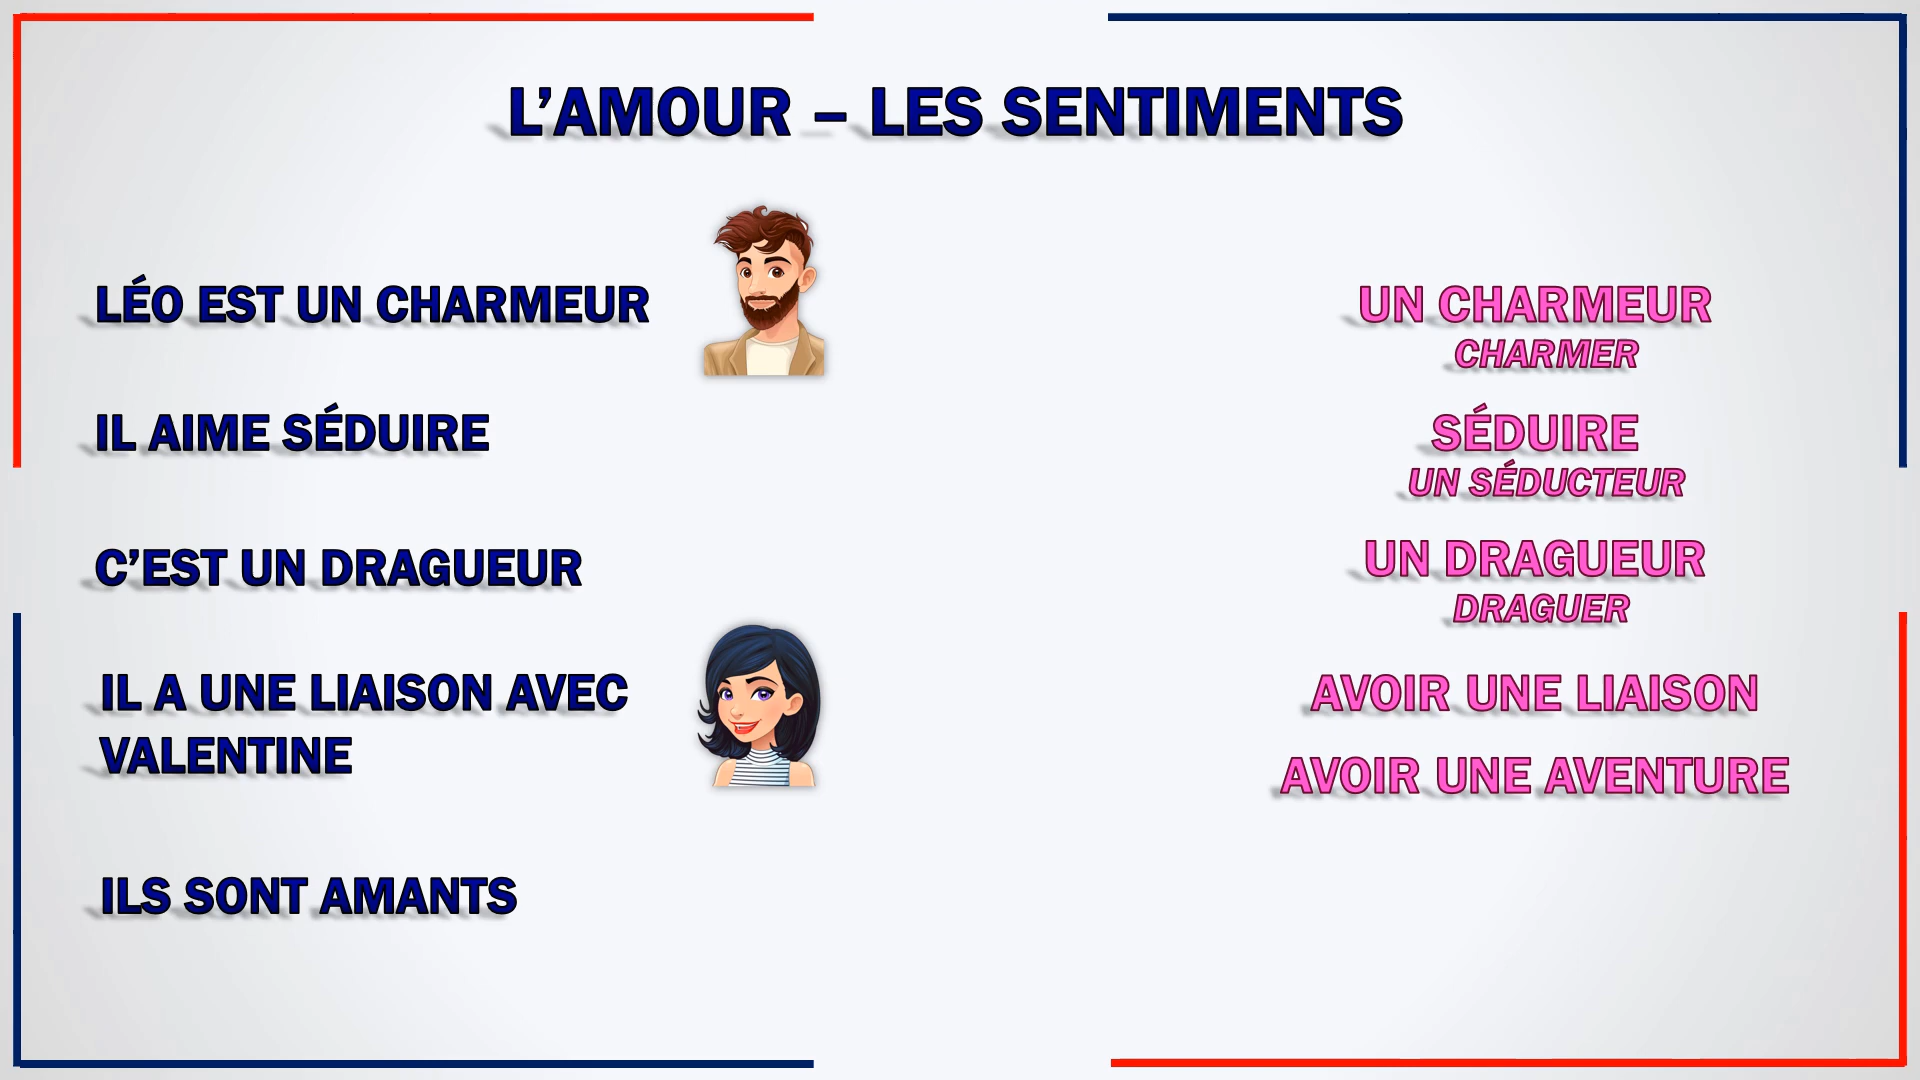 L’AMOUR – LES SENTIMENTS
LÉO EST UN CHARMEUR
UN CHARMEUR
CHARMER
IL AIME SÉDUIRE
SÉDUIRE
UN SÉDUCTEUR
C’EST UN DRAGUEUR
UN DRAGUEUR
DRAGUER
IL A UNE LIAISON AVEC
VALENTINE
AVOIR UNE LIAISON
AVOIR UNE AVENTURE
ILS SONT AMANTS